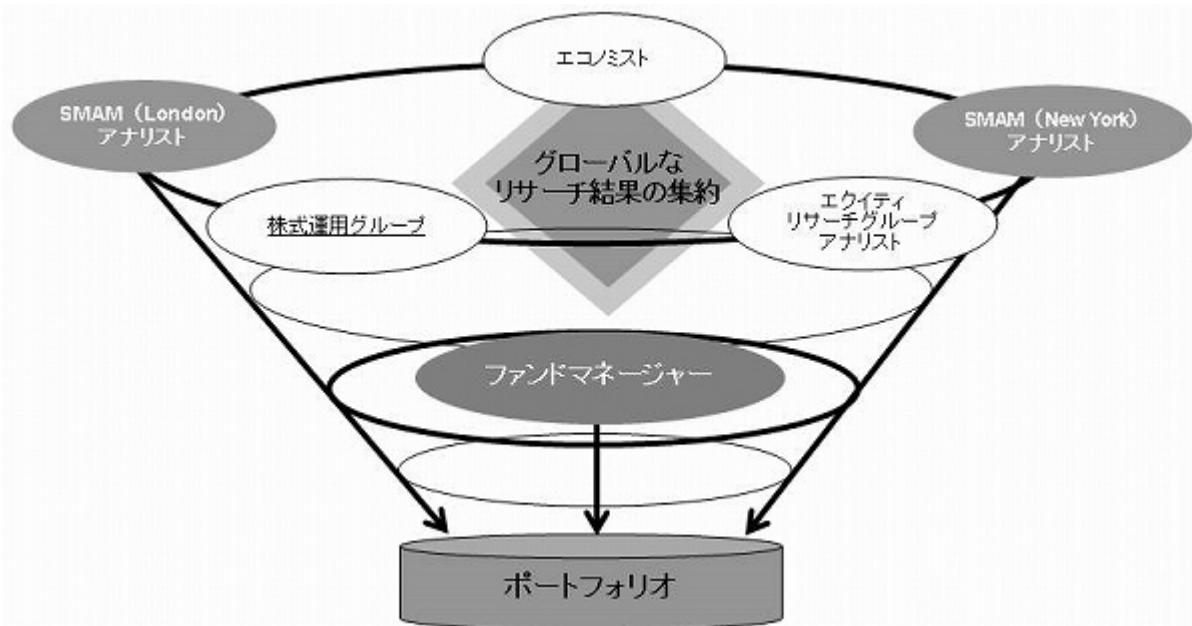 エコノミスト
SMAM（London）
アナリスト
SMAM（New York）
アナリスト
グローバルな
リサーチ結果の集約
株式運用グループ
エクイティ
リサーチグループ
アナリスト
ファンドマネージャー
ポートフォリオ